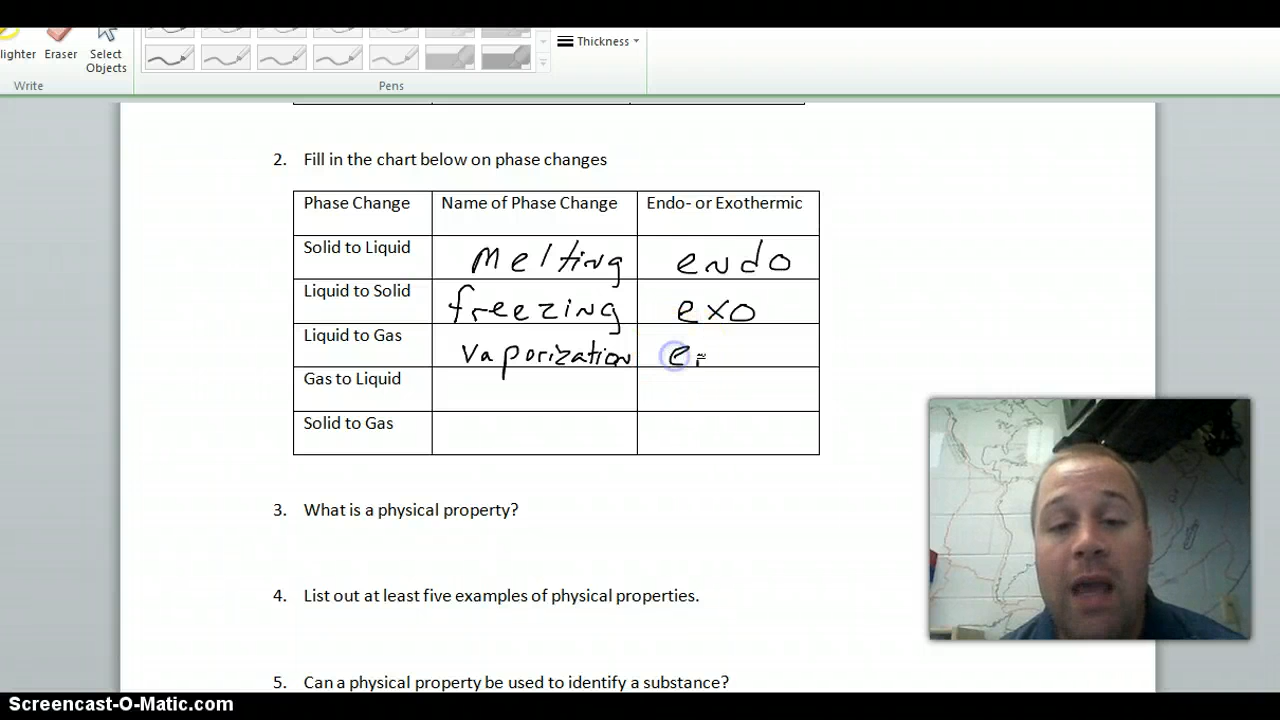 lighter Eraser Select Objects
Thickness
Write Pens
2. Fill in the chart below on phase changes
Phase Change Name of Phase Change Endo- or Exothermic
Solid to Liquid Melting endo
Liquid to Solid freezing exo
Liquid to Gas Vaporization e
Gas to Liquid
Solid to Gas
3. What is a physical property?
4. List out at least five examples of physical properties.
5. Can a physical property be used to identify a substance?
Screencast-O-Matic.com